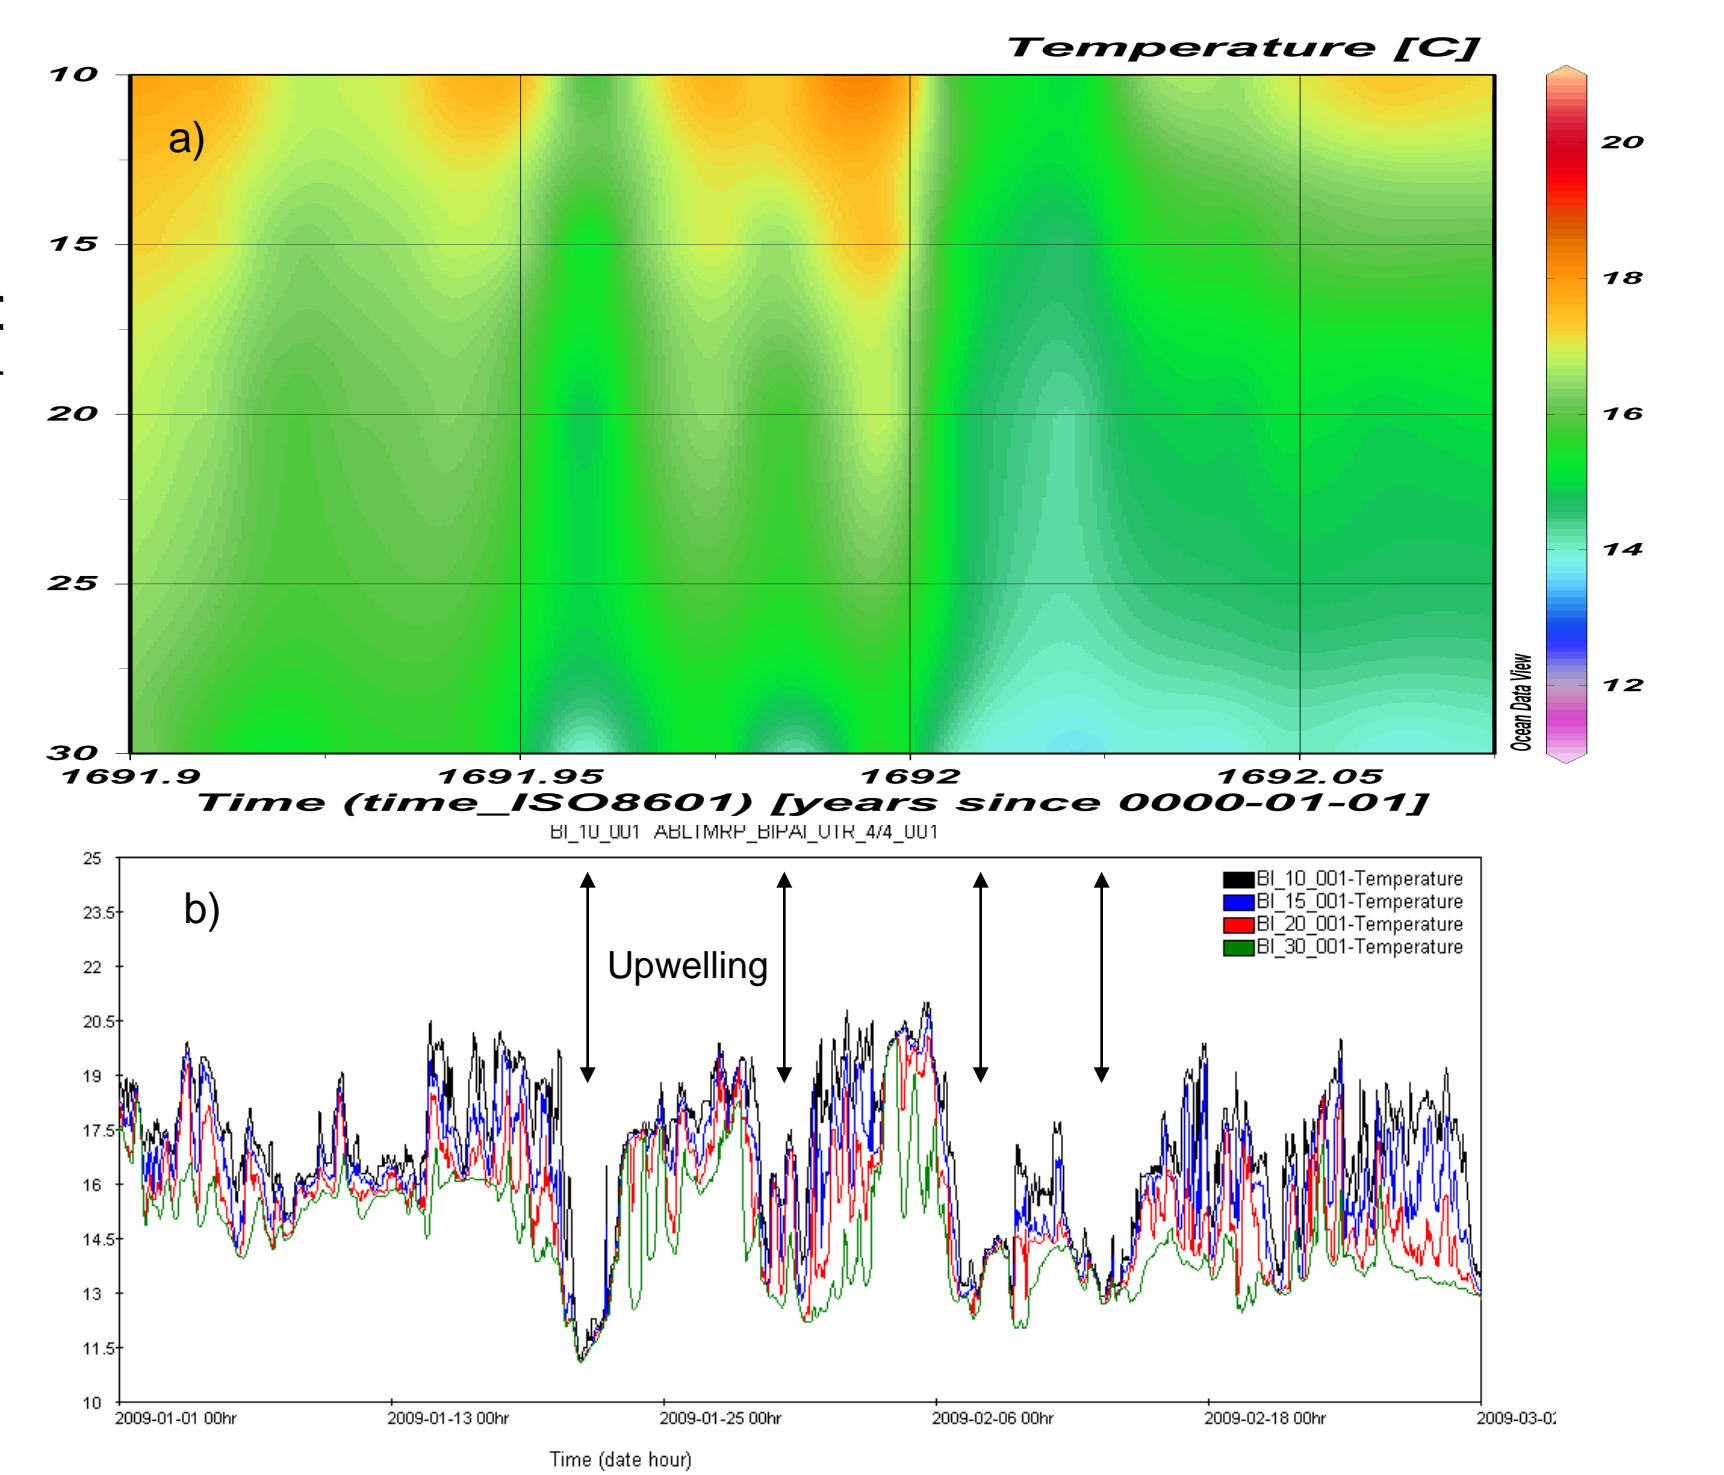 Temperature [C]
a)
10
15
20
25
30
1691.9
1691.95
1692
1692.05
Time (time_ISO8601) [years since 0000-01-01]
20
18
16
14
12
Ocean Data View
b)
Upwelling
BI_10_001-Temperature
BI_15_001-Temperature
BI_20_001-Temperature
BI_30_001-Temperature
25
23.5
22
20.5
19
17.5
16
14.5
13
11.5
10
2009-01-01 00hr
2009-01-13 00hr
2009-01-25 00hr
2009-02-06 00hr
2009-02-18 00hr
Time (date hour)